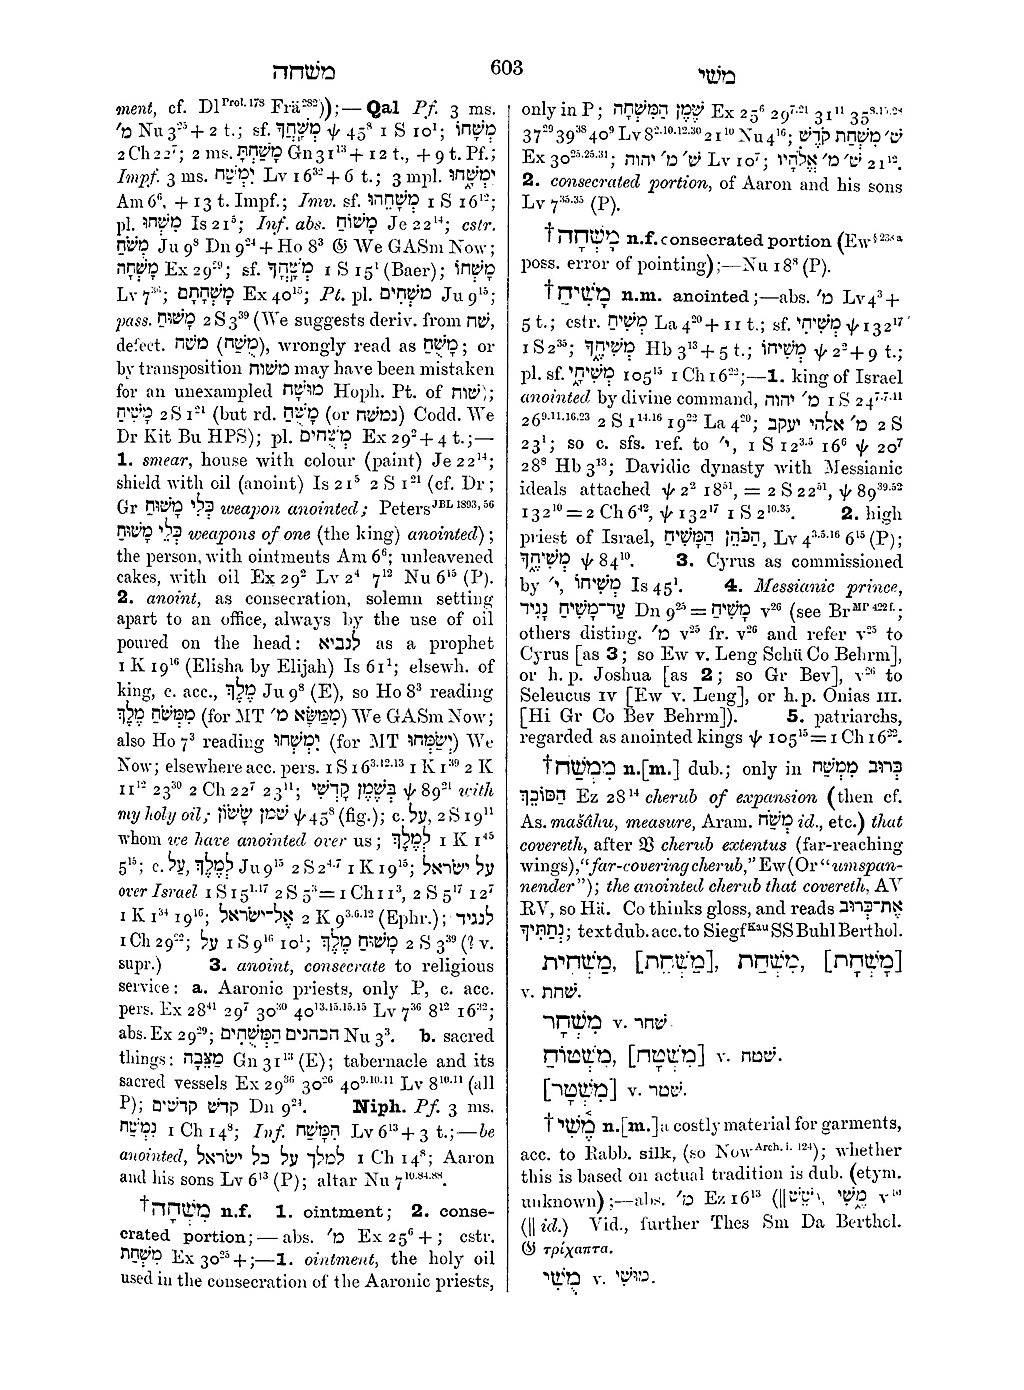 משחה
603
משי
ment, cf. Dl Prol. 178 Frä 282));—Qal Pf. 3 ms.
מ׳ Nu 3 25 + 2 t.; sf. מְשָׁחֲךָ ψ 45 8 1 S 10 1; מְשָׁחוֹ
2 Ch 22 7; 2 ms. מָשַׁחְתָּ Gn 31 13 + 12 t., + 9 t. Pf.;
Impf. 3 ms. יִמְשַׁח Lv 16 32 + 6 t.; 3 mpl. יִמְשָׁחוּ
Am 6 6, + 13 t. Impf.; Imv. sf. מְשָׁחֵהוּ 1 S 16 12;
pl. מִשְׁחוּ Is 21 5; Inf. abs. מָשׁוֹחַ Je 22 14; cstr.
מְשֹׁחַ Ju 9 8 Dn 9 24 + Ho 8 3 𝔊 We GASm Now;
מָשְׁחָה Ex 29 29; sf. מְשָׁחֳךָ 1 S 15 1 (Baer); מָשְׁחוֹ
Lv 7 36; מָשְׁחָתָם Ex 40 15; Pt. pl. מֹשְׁחִים Ju 9 15;
pass. מָשׁוּחַ 2 S 3 39 (We suggests deriv. from שׁח,
defect. משׁח (מָשֻׁח), wrongly read as מָשֻׁחַ; or
by transposition משׁוח may have been mistaken
for an unexampled מוּשָׁח Hoph. Pt. of שׁוח);
מָשִׁיחַ 2 S 1 21 (but rd. מָשֻׁחַ (or נמשׁח) Codd. We
Dr Kit Bu HPS); pl. מְשֻׁחִים Ex 29 2 + 4 t.;—
1. smear, house with colour (paint) Je 22 14;
shield with oil (anoint) Is 21 5 2 S 1 21 (cf. Dr;
Gr כְּלִי מָשׁוּחַ weapon anointed; Peters JBL 1893, 56
כְּלֵי מָשׁוּחַ weapons of one (the king) anointed);
the person, with ointments Am 6 6; unleavened
cakes, with oil Ex 29 2 Lv 2 4 7 12 Nu 6 15 (P).
2. anoint, as consecration, solemn setting
apart to an office, always by the use of oil
poured on the head: לנביא as a prophet
1 K 19 16 (Elisha by Elijah) Is 61 1; elsewh. of
king, c. acc., מֶלֶךְ Ju 9 8 (E), so Ho 8 3 reading
מִמְּשֹׁחַ מֶלֶךְ (for MT מִמַּשָּׂא מ׳) We GASm Now;
also Ho 7 3 reading יִמְשְׁחוּ (for MT יְשַׂמְּחוּ) We
Now; elsewhere acc. pers. 1 S 16 3.12.13 1 K 1 39 2 K
11 12 23 30 2 Ch 22 7 23 11; בְּשֶׁמֶן קָדְשִׁי ψ 89 21 with
my holy oil; שׁמן שָׂשׂוֹן ψ 45 8 (fig.); c. עַל, 2 S 19 11
whom we have anointed over us; לְמֶלֶךְ 1 K 1 45
5 15; c. עַל, לְמֶלֶךְ Ju 9 15 2 S 2 4.7 1 K 19 15; על ישׂראל
over Israel 1 S 15 1.17 2 S 5 3 = 1 Ch 11 3, 2 S 5 17 12 7
1 K 1 34 19 16; אֶל־ישׂראל 2 K 9 3.6.12 (Ephr.); לנגיד
1 Ch 29 22; על 1 S 9 16 10 1; מָשׁוּחַ מֶלֶךְ 2 S 3 39 (? v.
supr.) 3. anoint, consecrate to religious
service: a. Aaronic priests, only P, c. acc.
pers. Ex 28 41 29 7 30 30 40 13.15.15.15 Lv 7 36 8 12 16 32;
abs. Ex 29 29; הכהנים המְּשֻׁחִים Nu 3 3. b. sacred
things: מַצֵּבָה Gn 31 13 (E); tabernacle and its
sacred vessels Ex 29 36 30 26 40 9.10.11 Lv 8 10.11 (all
P); קדשׁ קדשׁים Dn 9 24. Niph. Pf. 3 ms.
נִמְשַׁח 1 Ch 14 8; Inf. הִמָּשַׁח Lv 6 13 + 3 t.;—be
anointed, למלך על כל ישׂראל 1 Ch 14 8; Aaron
and his sons Lv 6 13 (P); altar Nu 7 10.84.88.
†מִשְׁחָה n.f. 1. ointment; 2. conse-
crated portion;—abs. מ׳ Ex 25 6 +; cstr.
מִשְׁחַת Ex 30 25 +;—1. ointment, the holy oil
used in the consecration of the Aaronic priests,
only in P; שֶׁמֶן הַמִּשְׁחָה Ex 25 6 29 7.21 31 11 35 8.15.28
37 29 39 38 40 9 Lv 8 2.10.12.30 21 10 Nu 4 16; שׁ׳ מִשְׁחַת קֹדֶשׁ
Ex 30 25.25.31; שׁ׳ מ׳ יהוה Lv 10 7; שׁ׳ מ׳ אֱלֹהָיו 21 12.
2. consecrated portion, of Aaron and his sons
Lv 7 35.35 (P).
†מָשְׁחָה n.f. consecrated portion (Ew § 238 a
poss. error of pointing);—Nu 18 8 (P).
†מָשִׁיחַ n.m. anointed;—abs. מ׳ Lv 4 3 +
5 t.; cstr. מְשִׁיחַ La 4 20 + 11 t.; sf. מְשִׁיחִי ψ 132 17
1 S 2 35; מְשִׁיחֶךָ Hb 3 13 + 5 t.; מְשִׁיחוֹ ψ 2 2 + 9 t.;
pl. sf. מְשִׁיחָי 105 15 1 Ch 16 22;—1. king of Israel
anointed by divine command, מ׳ יהוה 1 S 24 7.7.11
26 9.11.16.23 2 S 1 14.16 19 22 La 4 20; מ׳ אלהי יעקב 2 S
23 1; so c. sfs. ref. to י׳, 1 S 12 3.5 16 6 ψ 20 7
28 8 Hb 3 13; Davidic dynasty with Messianic
ideals attached ψ 2 2 18 51, = 2 S 22 51, ψ 89 39.52
132 10 = 2 Ch 6 42, ψ 132 17 1 S 2 10.35. 2. high
priest of Israel, הַכֹּהֵן הַמָּשִׁיחַ, Lv 4 3.5.16 6 15 (P);
מְשִׁיחֶךָ ψ 84 10. 3. Cyrus as commissioned
by י׳, מְשִׁיחוֹ Is 45 1. 4. Messianic prince,
עַד־מָשִׁיחַ נָגִיד Dn 9 25 = מָשִׁיחַ v 26 (see Br MP 422 f.;
others disting. מ׳ v 25 fr. v 26 and refer v 25 to
Cyrus [as 3; so Ew v. Leng Schü Co Behrm],
or h. p. Joshua [as 2; so Gr Bev], v 26 to
Seleucus IV [Ew v. Leng], or h. p. Onias III.
[Hi Gr Co Bev Behrm]). 5. patriarchs,
regarded as anointed kings ψ 105 15 = 1 Ch 16 22.
†מִמְשַׁח n.[m.] dub.; only in כְּרוּב מִמְשַׁח
הַסּוֹכֵךְ Ez 28 14 cherub of expansion (then cf.
As. mašâḫu, measure, Aram. מְשַׁח id., etc.) that
covereth, after 𝔙 cherub extentus (far-reaching
wings), “far-covering cherub,” Ew (Or “umspan-
nender”); the anointed cherub that covereth, AV
RV, so Hä. Co thinks gloss, and reads אֶת־כְּרוּב
נְתַתִּיךָ; text dub. acc. to Siegf Kau SS Buhl Berthol.
מַשְׁחִית, [מַשְׁחֵת], מִשְׁחַת, [מָשְׁחָת]
v. שׁחת.
מִשְׁחָר v. שׁחר.
מִשְׁטוֹחַ, [מִשְׁטָח] v. שׁטח.
[מִשְׁטָר] v. שׁטר.
†מֶשִׁי n.[m.] a costly material for garments,
acc. to Rabb. silk, (so Now Arch. i. 124); whether
this is based on actual tradition is dub. (etym.
unknown);—abs. מ׳ Ez 16 13 (‖שֵׁשׁ), מֶשִׁי v 10
(‖ id.) Vid., further Thes Sm Da Berthol.
𝔊 τρίχαπτα.
מֻשִׁי v. מוּשִׁי.